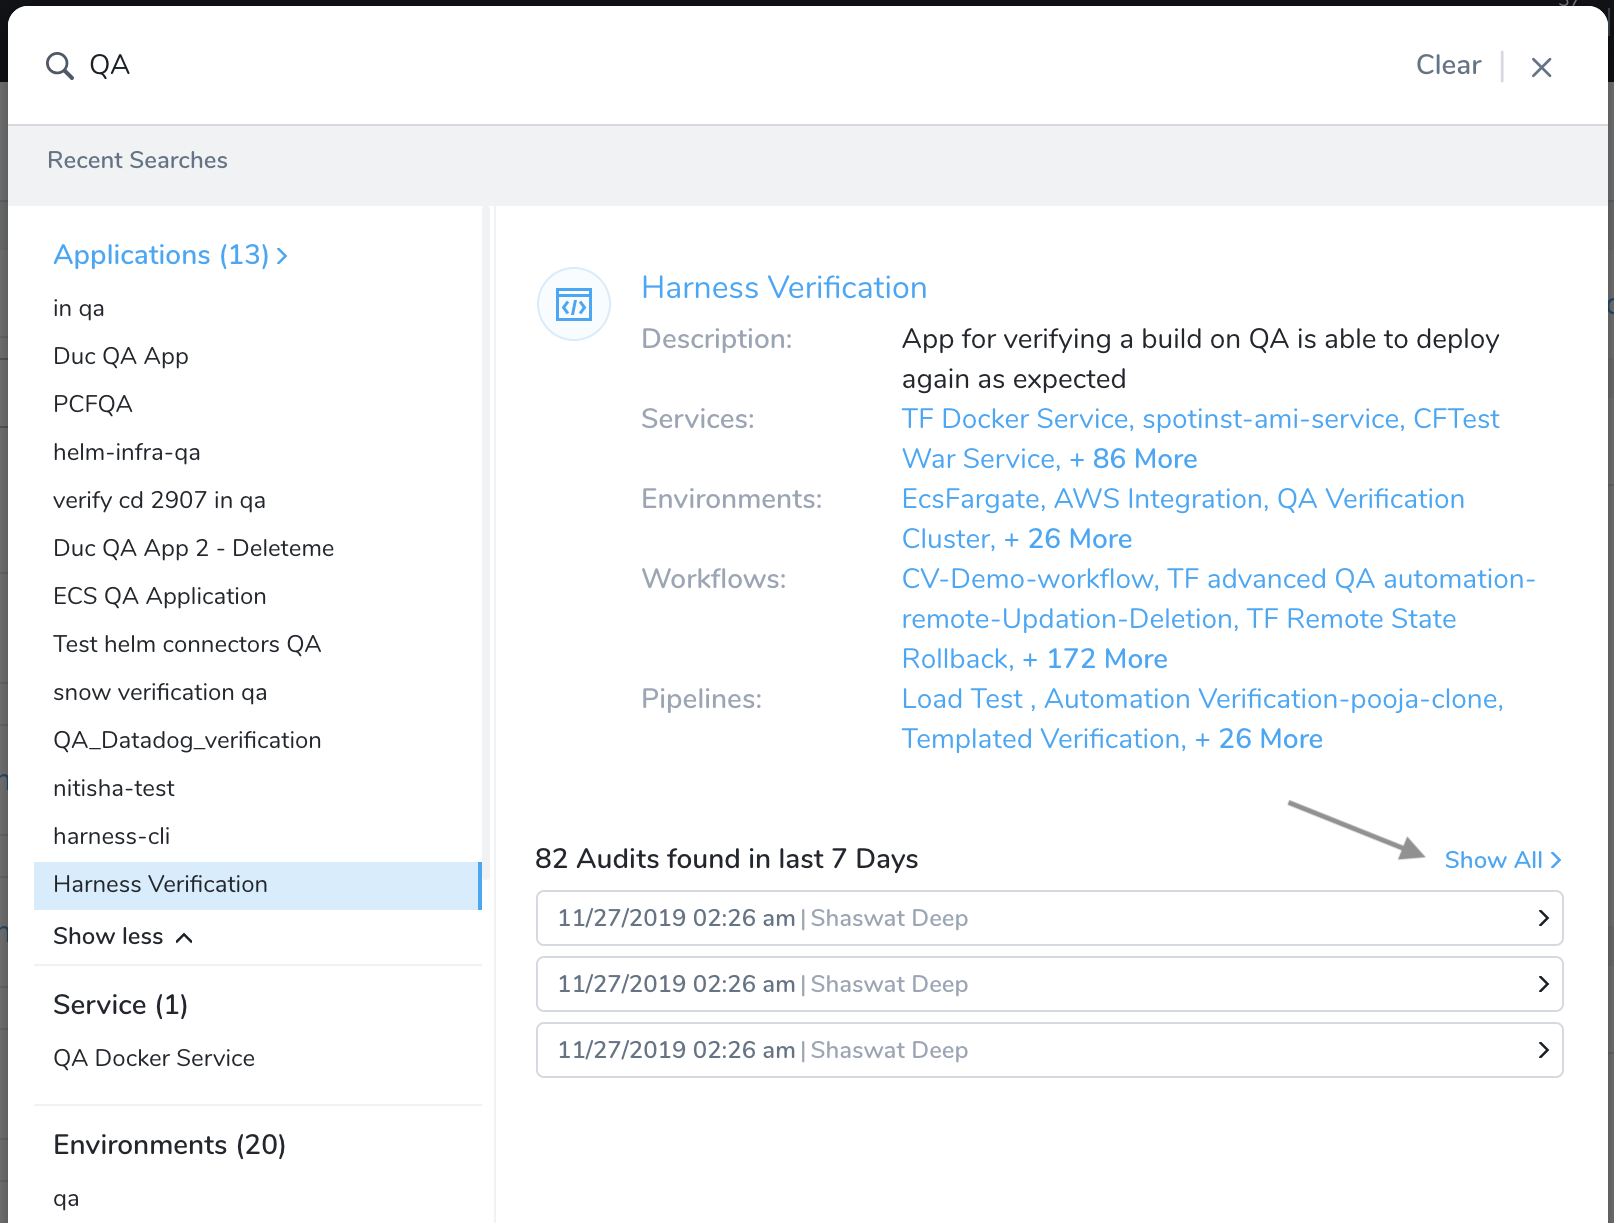 QA
Clear
Recent Searches
Applications (13)
in qa
Duc QA App
PCFQA
helm-infra-qa
verify cd 2907 in qa
Duc QA App 2 - Deleteme
ECS QA Application
Test helm connectors QA
snow verification qa
QA_Datadog_verification
nitisha-test
harness-cli
Harness Verification
Show less
Service (1)
QA Docker Service
Environments (20)
qa
Harness Verification
Description:
App for verifying a build on QA is able to deploy
again as expected
Services:
TF Docker Service, spotinst-ami-service, CFTest
War Service, + 86 More
Environments:
EcsFargate, AWS Integration, QA Verification
Cluster, + 26 More
Workflows:
CV-Demo-workflow, TF advanced QA automation-
remote-Updation-Deletion, TF Remote State
Rollback, + 172 More
Pipelines:
Load Test , Automation Verification-pooja-clone,
Templated Verification, + 26 More
82 Audits found in last 7 Days
Show All
11/27/2019 02:26 am | Shaswat Deep
11/27/2019 02:26 am | Shaswat Deep
11/27/2019 02:26 am | Shaswat Deep